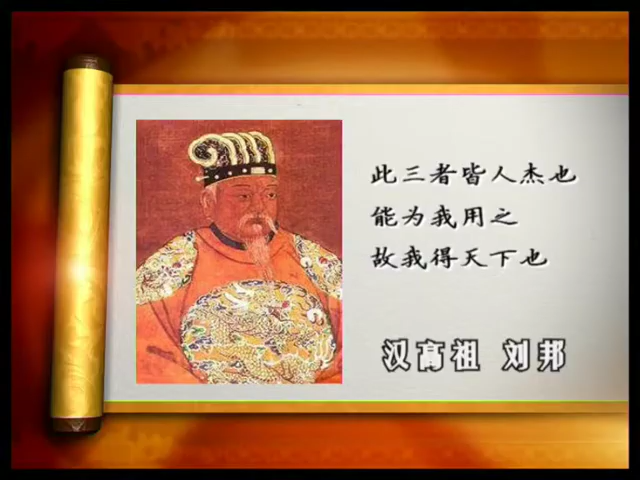 此三者皆人杰也
能为我用之
故我得天下也
汉高祖 刘邦